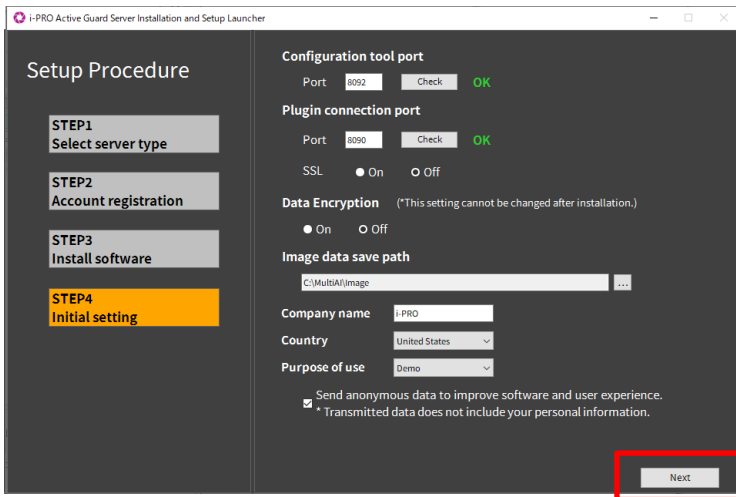 i-PRO Active Guard Server Installation and Setup Launcher
Setup Procedure
STEP1
Select server type
STEP2
Account registration
STEP3
Install software
STEP4
Initial setting
Configuration tool port
Port 8092 Check OK
Plugin connection port
Port 8090 Check OK
SSL On Off
Data Encryption (*This setting cannot be changed after installation.)
On Off
Image data save path
C:\MultiAI\Image ...
Company name i-PRO
Country United States
Purpose of use Demo
Send anonymous data to improve software and user experience.
* Transmitted data does not include your personal information.
Next